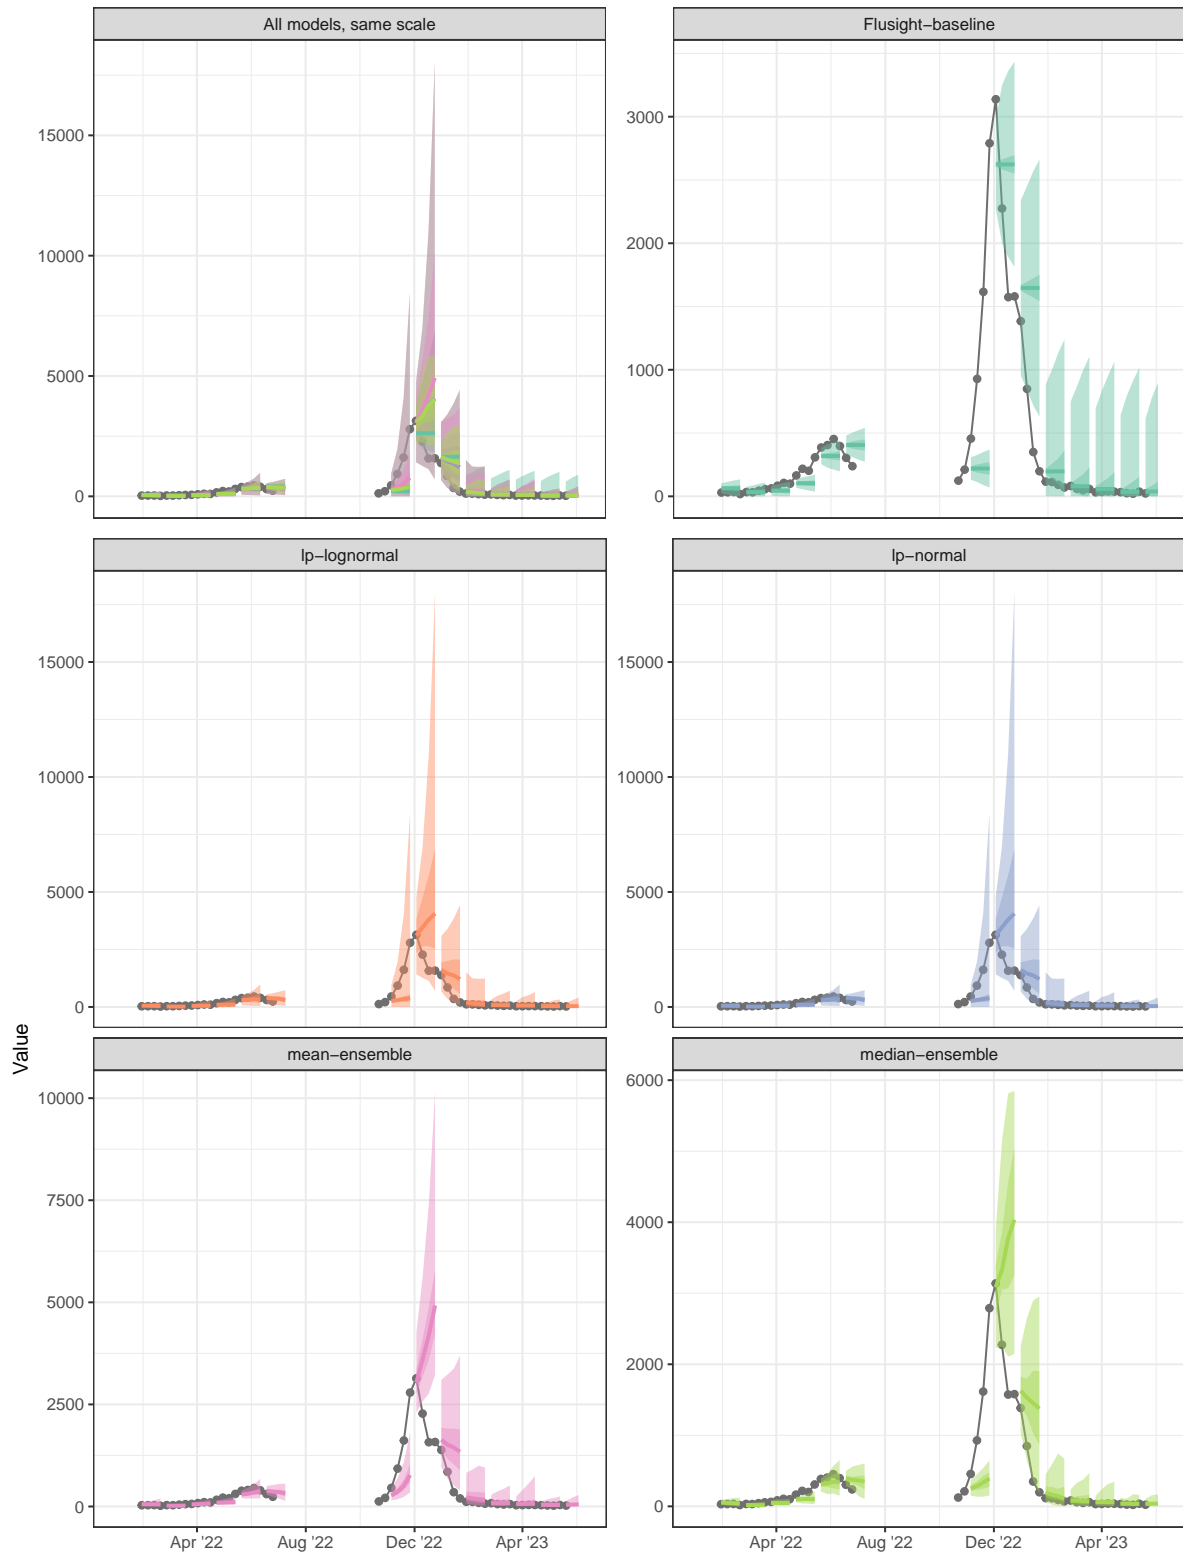 All models, same scale
Flusight−baseline
15000
10000
5000
0
3000
2000
1000
0
lp−lognormal
lp−normal
15000
10000
5000
0
15000
10000
5000
0
Value
mean−ensemble
median−ensemble
10000
7500
5000
2500
0
6000
4000
2000
0
Apr '22
Aug '22
Dec '22
Apr '23
Apr '22
Aug '22
Dec '22
Apr '23